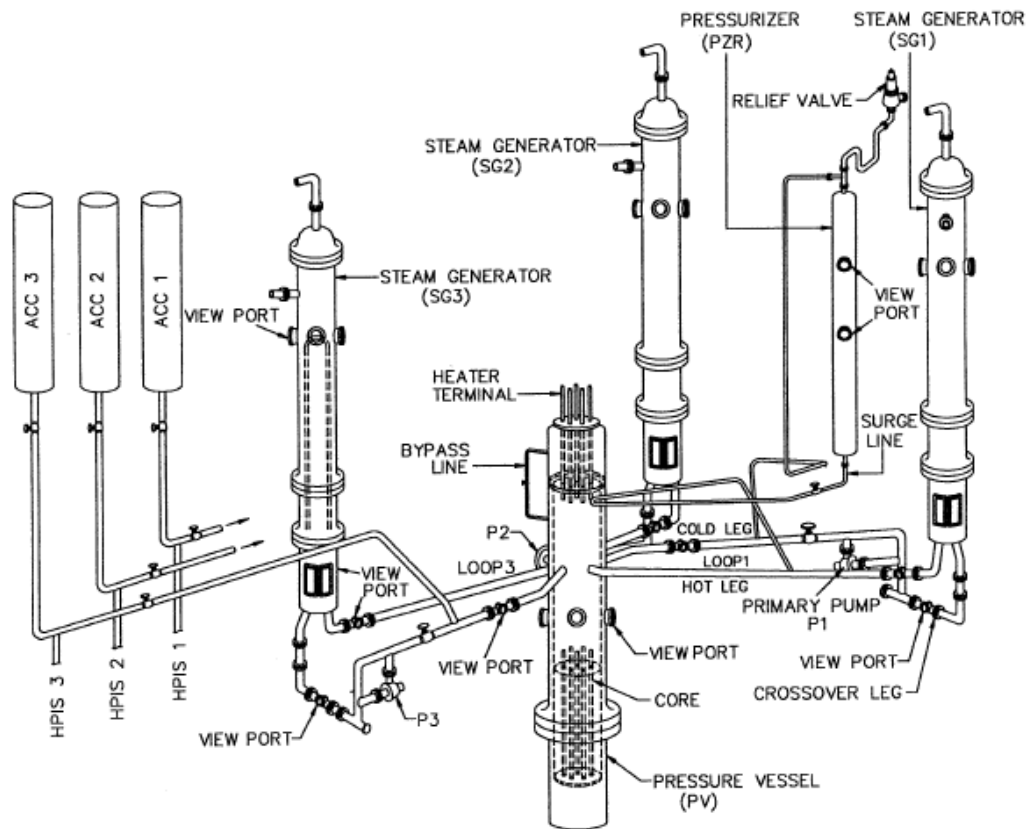 PRESSURIZER
(PZR)
STEAM GENERATOR
(SG1)
RELIEF VALVE
STEAM GENERATOR
(SG2)
ACC 3
ACC 2
ACC 1
STEAM GENERATOR
(SG3)
VIEW PORT
VIEW
PORT
HEATER
TERMINAL
SURGE
LINE
BYPASS
LINE
P2
COLD LEG
LOOP3
LOOP1
HOT LEG
VIEW
PORT
PRIMARY PUMP
P1
HPIS 3
HPIS 2
HPIS 1
VIEW PORT
VIEW PORT
VIEW PORT
CORE
CROSSOVER LEG
P3
VIEW PORT
PRESSURE VESSEL
(PV)